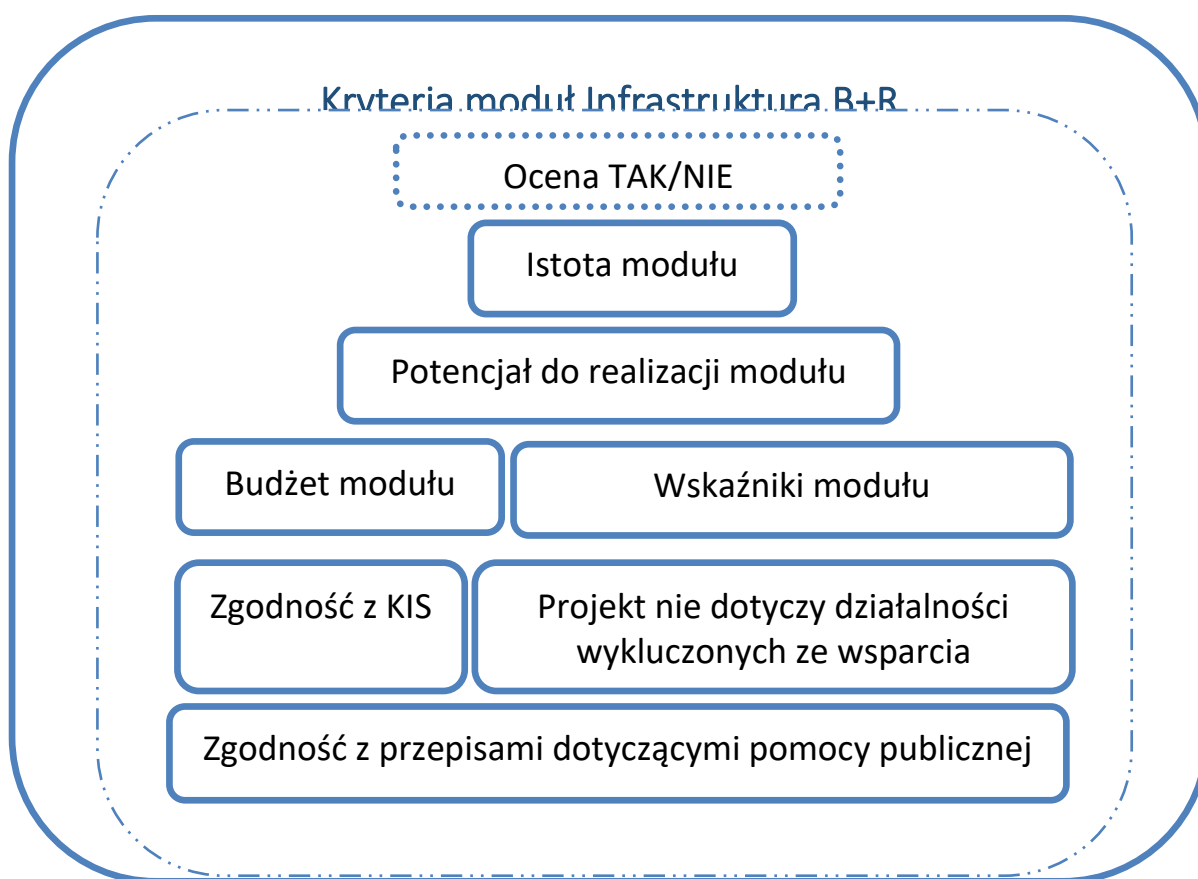 Kryteria moduł Infrastruktura B+R
Ocena TAK/NIE
Istota modułu
Potencjał do realizacji modułu
Budżet modułu
Wskaźniki modułu
Zgodność z KIS
Projekt nie dotyczy działalności
wykluczonych ze wsparcia
Zgodność z przepisami dotyczącymi pomocy publicznej